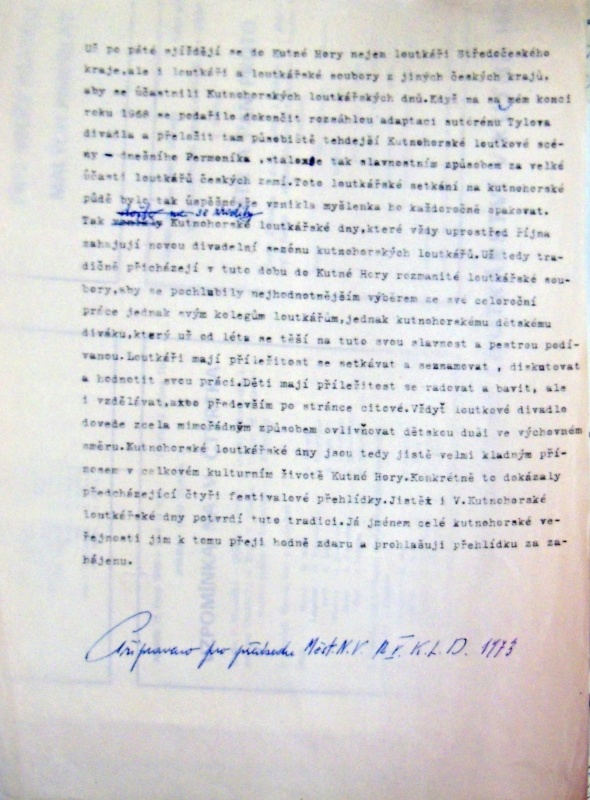 Už po páté sjíždějí se do Kutné Hory nejen loutkáři Středočeského
kraje,ale i loutkáři a loutkářské soubory z jiných českých krajů,
aby se účastnili Kutnohorských loutkářských dnů.Když na sa mém konci
roku 1968 se podařilo dokončit rozsáhlou adaptaci suterénu Tylova
divadla a přeložit tam působiště tehdejší Kutnohorské loutkové scé-
ny - dnešního Permoníka , stalo se tak slavnostním způsobem za velké
účasti loutkářů českých zemí.Toto loutkářské setkání na kutnohorské
půdě bylo tak úspěšné,že vznikla myšlenka ho každoročně opakovat.
Tak Kutnohorské loutkářské dny,které vždy uprostřed října
zahajují novou divadelní sezónu kutnohorských loutkářů.Už tedy tra-
dičně přicházejí v tuto dobu do Kutné Hory rozmanité loutkářské sou-
bory,aby se pochlubily nejhodnotnějším výběrem ze své celoroční
práce jednak svým kolegům loutkářům,jednak kutnohorskému dětskému
diváku,který už od léta se těší na tuto svou slavnost a pestrou podí-
vanou.Loutkáři mají příležitost se setkávat a seznamovat , diskutovat
a hodnotit svou práci.Děti mají příležitost se radovat a bavit, ale
i vzdělávat, především po stránce citové.Vždyť loutkové divadlo
dovede zcela mimořádným způsobem ovlivňovat dětskou duši ve výchovném
směru.Kutnohorské loutkářské dny jsou tedy jistě velmi kladným pří-
nosem v celkovém kulturním životě Kutné Hory.Konkrétně to dokázaly
předcházející čtyři festivalové přehlídky.Jistě i V.Kutnohorské
loutkářské dny potvrdí tuto tradici.Já jménem celé kutnohorské ve-
řejnosti jim k tomu přeji hodně zdaru a prohlašuji přehlídku za za-
hájenu.
Připraveno pro předsedu Měst.N.V. V. K.L.D. 1973